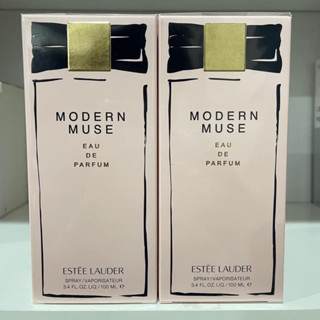 MODERN
MUSE
EAU
DE
PARFUM
ESTĒE LAUDER
SPRAY/VAPORISATEUR
3.4 FL.OZ.LIQ./100 ML ℮
MODERN
MUSE
EAU
DE
PARFUM
ESTĒE LAUDER
SPRAY/VAPORISATEUR
3.4 FL.OZ.LIQ./100 ML ℮